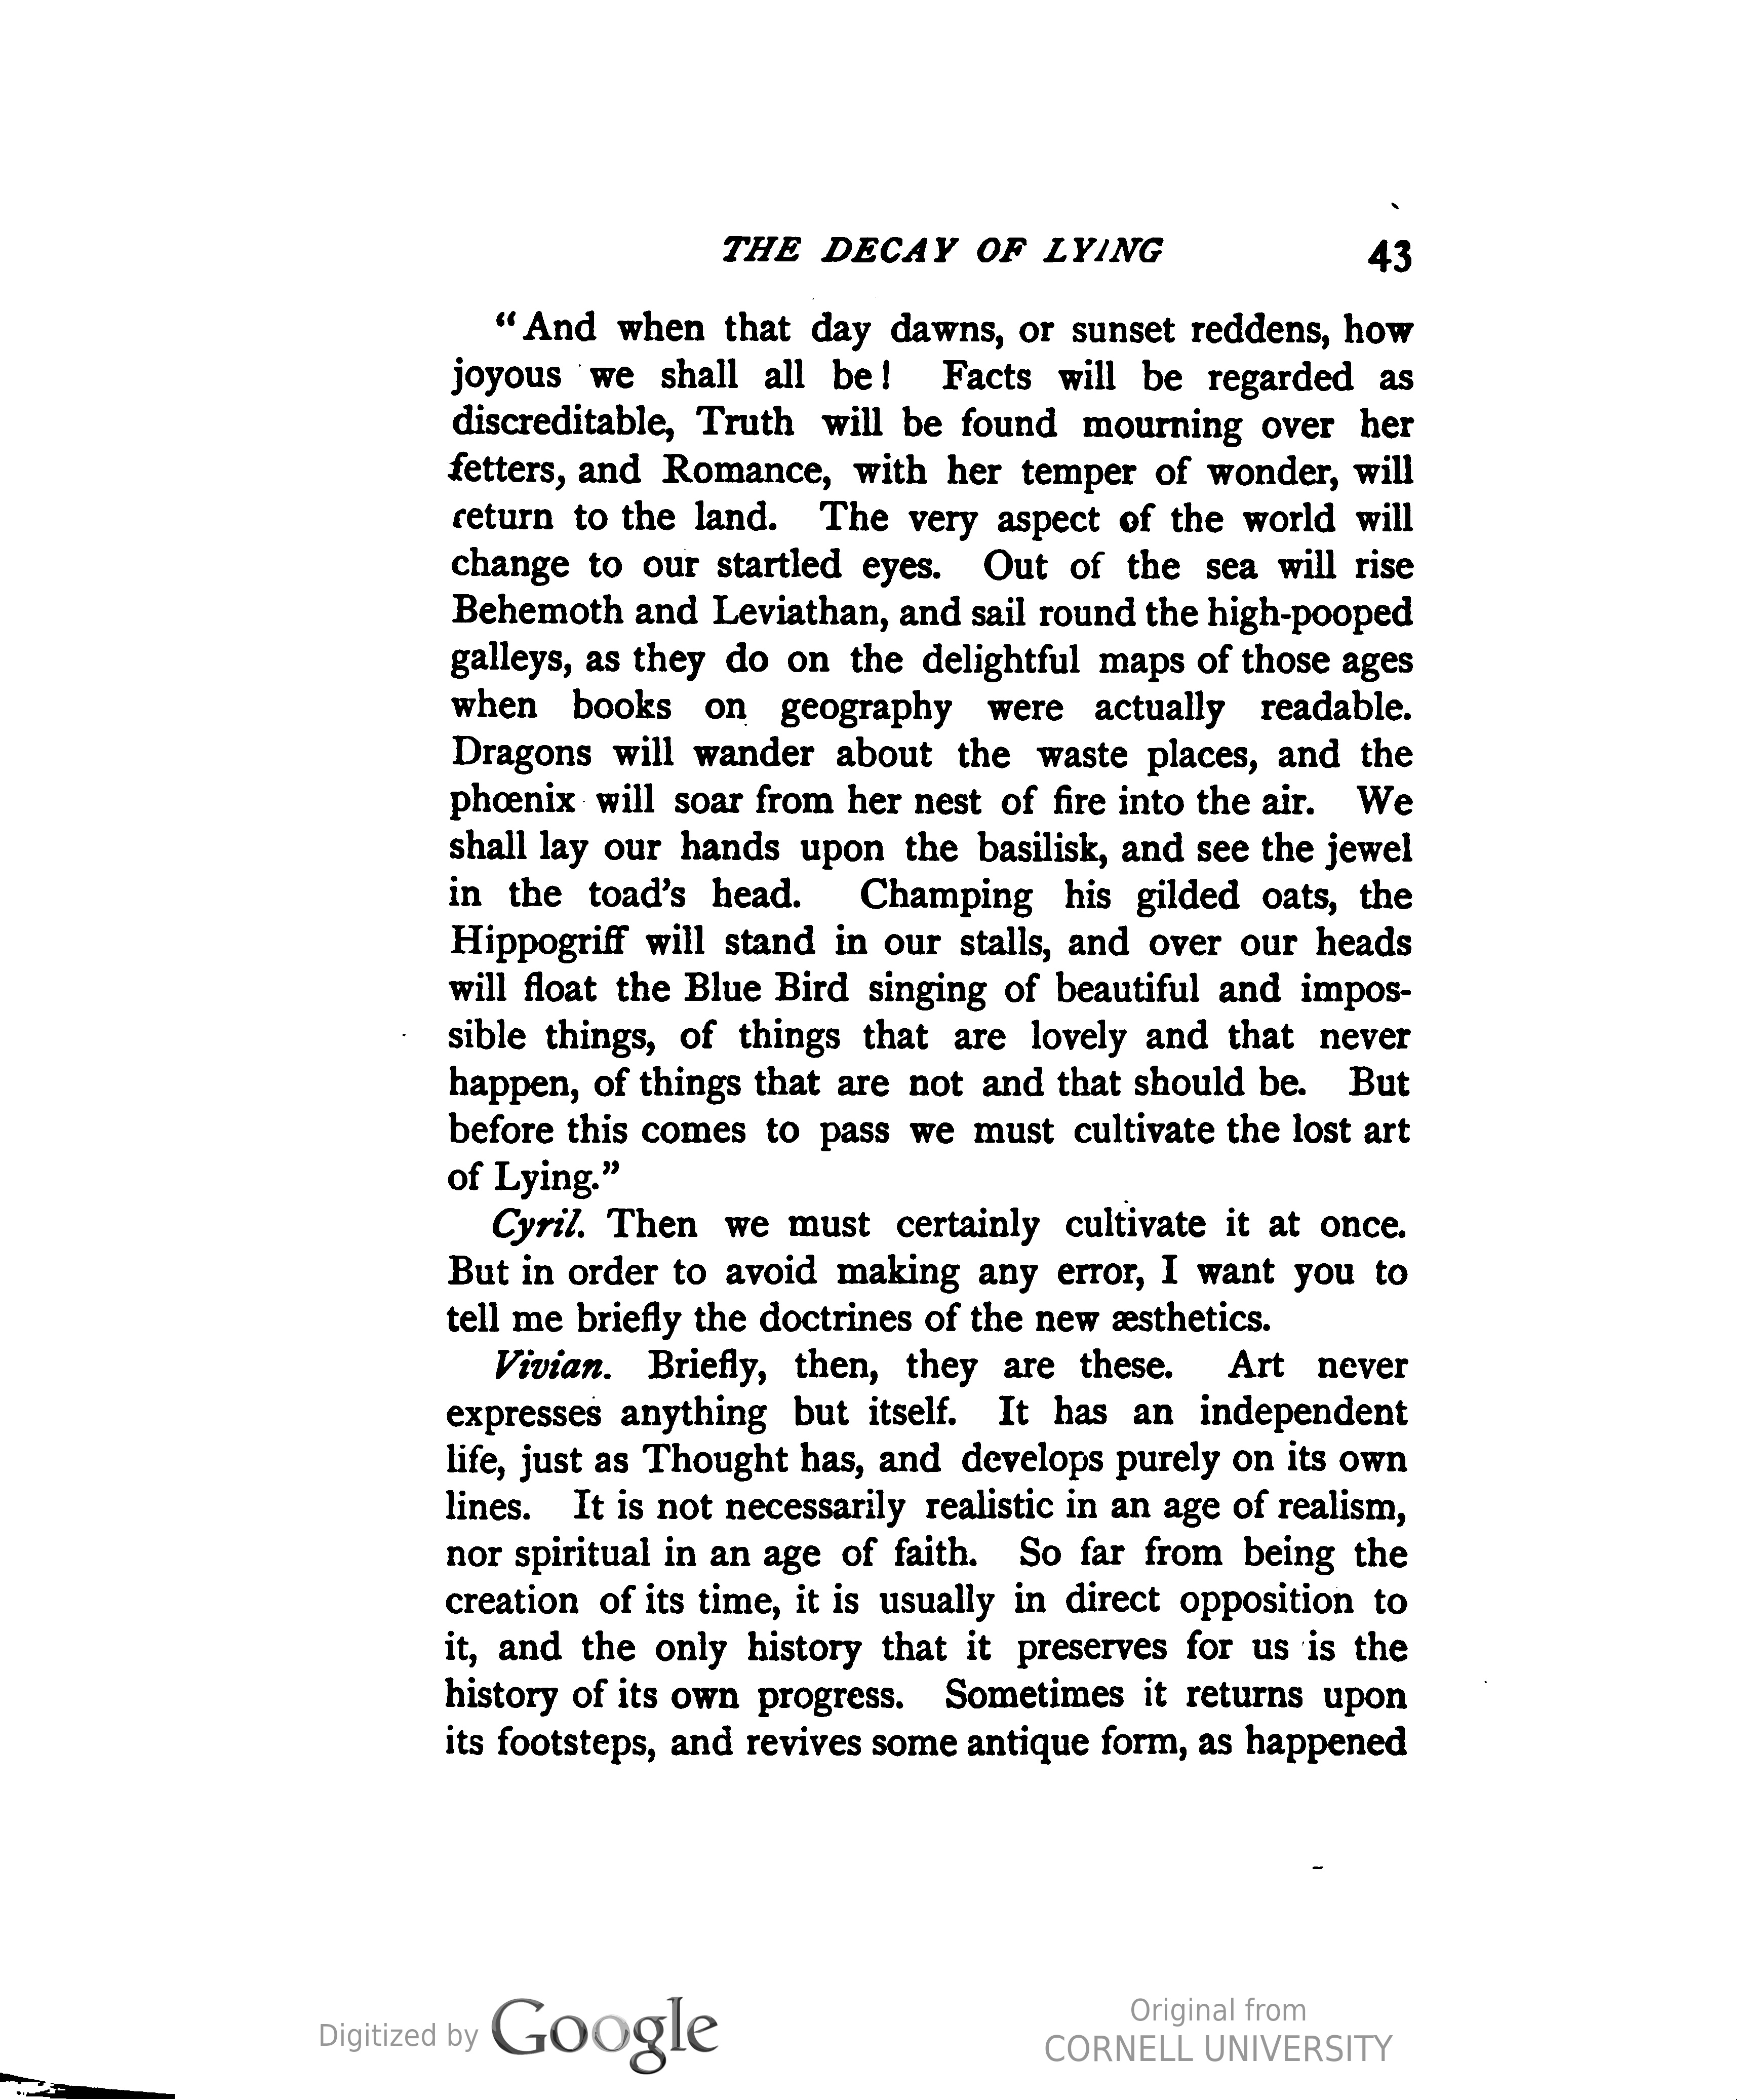 THE DECAY OF LYING 43
“And when that day dawns, or sunset reddens, how
joyous we shall all be! Facts will be regarded as
discreditable, Truth will be found mourning over her
fetters, and Romance, with her temper of wonder, will
return to the land. The very aspect of the world will
change to our startled eyes. Out of the sea will rise
Behemoth and Leviathan, and sail round the high-pooped
galleys, as they do on the delightful maps of those ages
when books on geography were actually readable.
Dragons will wander about the waste places, and the
phœnix will soar from her nest of fire into the air. We
shall lay our hands upon the basilisk, and see the jewel
in the toad’s head. Champing his gilded oats, the
Hippogriff will stand in our stalls, and over our heads
will float the Blue Bird singing of beautiful and impos-
sible things, of things that are lovely and that never
happen, of things that are not and that should be. But
before this comes to pass we must cultivate the lost art
of Lying.”
Cyril. Then we must certainly cultivate it at once.
But in order to avoid making any error, I want you to
tell me briefly the doctrines of the new æsthetics.
Vivian. Briefly, then, they are these. Art never
expresses anything but itself. It has an independent
life, just as Thought has, and develops purely on its own
lines. It is not necessarily realistic in an age of realism,
nor spiritual in an age of faith. So far from being the
creation of its time, it is usually in direct opposition to
it, and the only history that it preserves for us is the
history of its own progress. Sometimes it returns upon
its footsteps, and revives some antique form, as happened
Digitized by Google
Original from
CORNELL UNIVERSITY